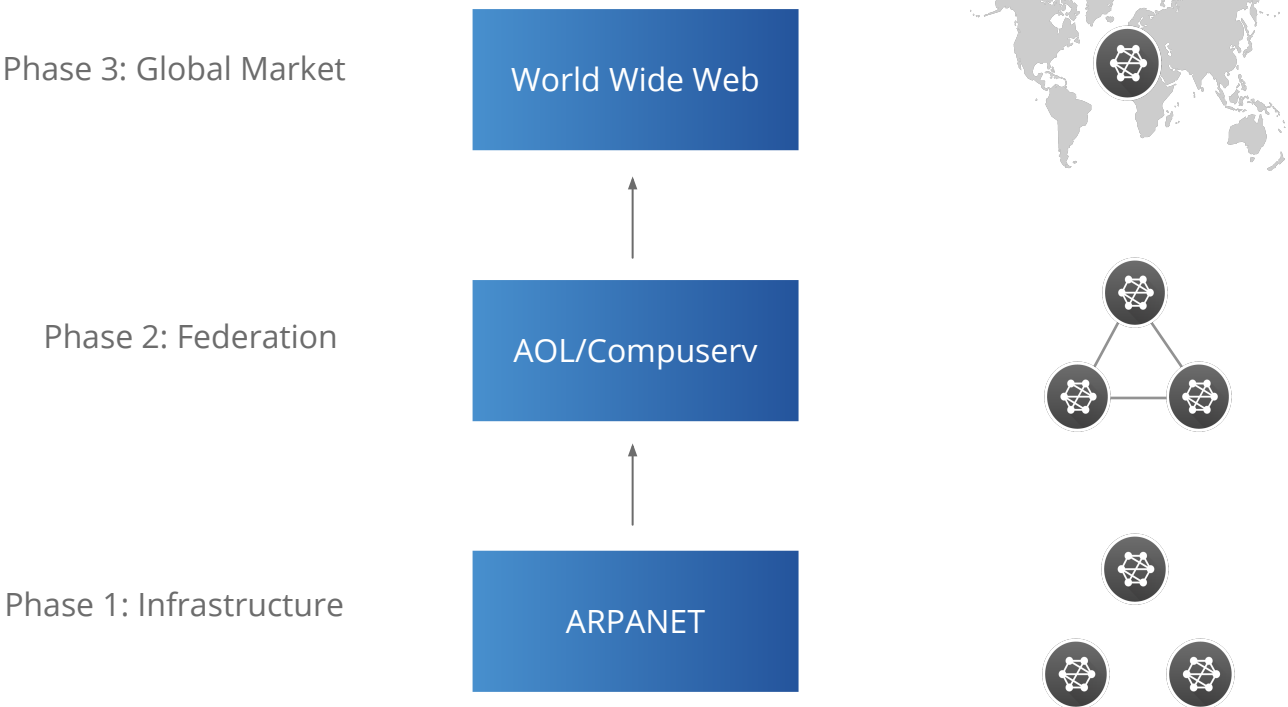 Phase 3: Global Market
World Wide Web
Phase 2: Federation
AOL/Compuserv
Phase 1: Infrastructure
ARPANET